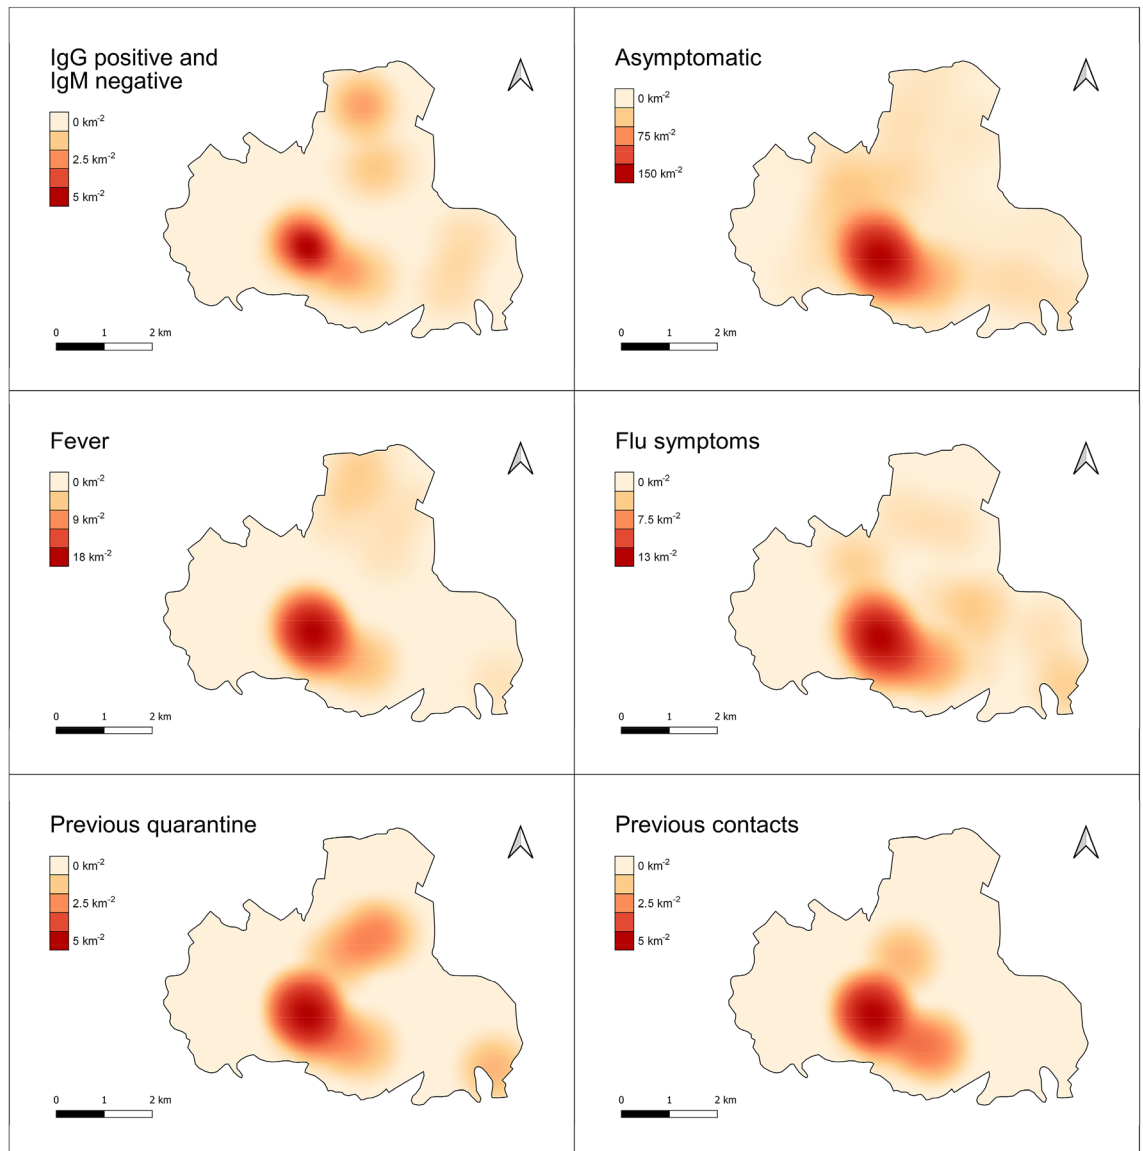 IgG positive and
IgM negative
0 km-2
2.5 km-2
5 km-2
0 1 2 km
Asymptomatic
0 km-2
75 km-2
150 km-2
0 1 2 km
Fever
0 km-2
9 km-2
18 km-2
0 1 2 km
Flu symptoms
0 km-2
7.5 km-2
13 km-2
0 1 2 km
Previous quarantine
0 km-2
2.5 km-2
5 km-2
0 1 2 km
Previous contacts
0 km-2
2.5 km-2
5 km-2
0 1 2 km